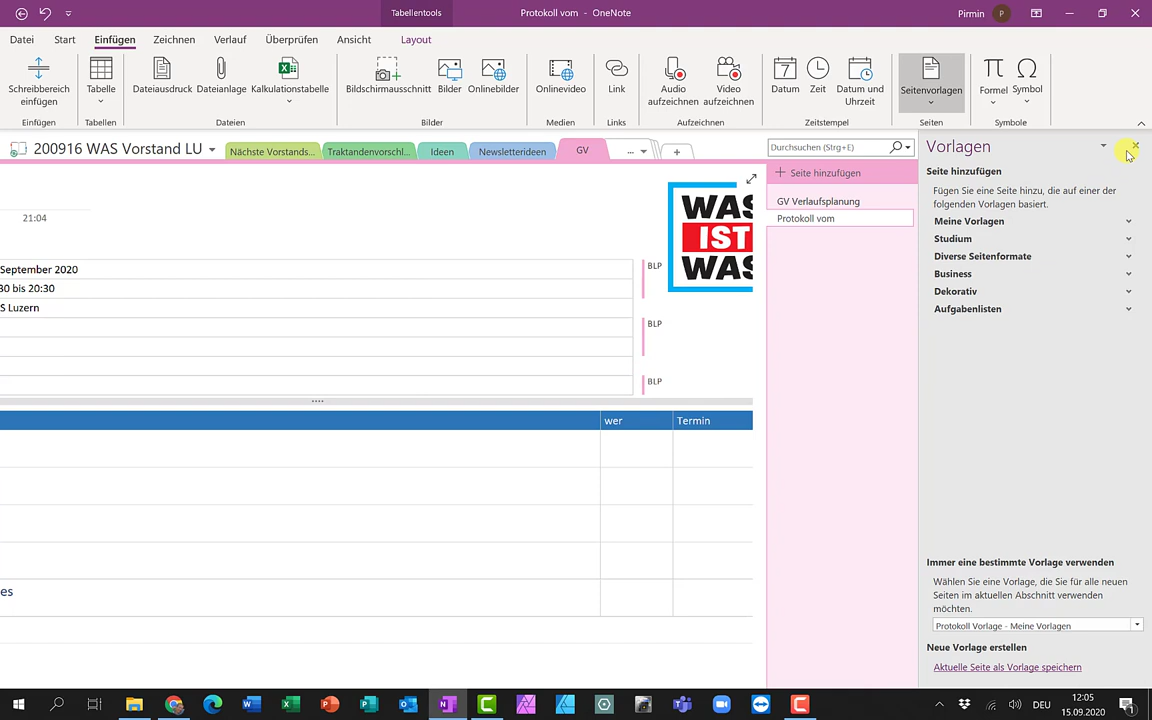 Tabellentools
Protokoll vom - OneNote
Pirmin
P
Datei
Start
Einfügen
Zeichnen
Verlauf
Überprüfen
Ansicht
Layout
Schreibbereich
einfügen
Tabelle
Dateiausdruck
Dateianlage
Kalkulationstabelle
Bildschirmausschnitt
Bilder
Onlinebilder
Onlinevideo
Link
Audio
aufzeichnen
Video
aufzeichnen
Datum
Zeit
Datum und
Uhrzeit
Seitenvorlagen
Formel
Symbol
Einfügen
Tabellen
Dateien
Bilder
Medien
Links
Aufzeichnen
Zeitstempel
Seiten
Symbole
200916 WAS Vorstand LU
Nächste Vorstands...
Traktandenvorschl...
Ideen
Newsletterideen
GV
...
Durchsuchen (Strg+E)
Seite hinzufügen
GV Verlaufsplanung
Protokoll vom
21:04
WAS
IST
WAS
September 2020
30 bis 20:30
S Luzern
BLP
BLP
BLP
wer
Termin
es
Vorlagen
Seite hinzufügen
Fügen Sie eine Seite hinzu, die auf einer der
folgenden Vorlagen basiert.
Meine Vorlagen
Studium
Diverse Seitenformate
Business
Dekorativ
Aufgabenlisten
Immer eine bestimmte Vorlage verwenden
Wählen Sie eine Vorlage, die Sie für alle neuen
Seiten im aktuellen Abschnitt verwenden
möchten.
Protokoll Vorlage - Meine Vorlagen
Neue Vorlage erstellen
Aktuelle Seite als Vorlage speichern
DEU
12:05
15.09.2020
1